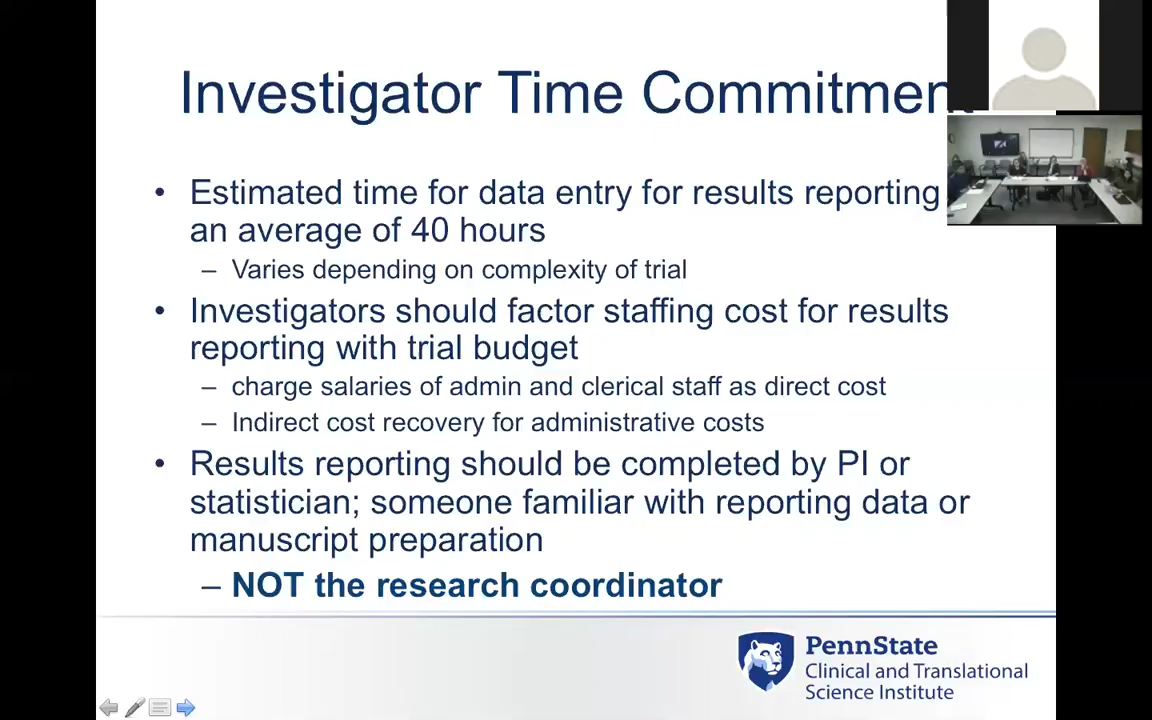 Investigator Time Commitment
• Estimated time for data entry for results reporting
an average of 40 hours
– Varies depending on complexity of trial
• Investigators should factor staffing cost for results
reporting with trial budget
– charge salaries of admin and clerical staff as direct cost
– Indirect cost recovery for administrative costs
• Results reporting should be completed by PI or
statistician; someone familiar with reporting data or
manuscript preparation
– NOT the research coordinator
PennState
Clinical and Translational
Science Institute